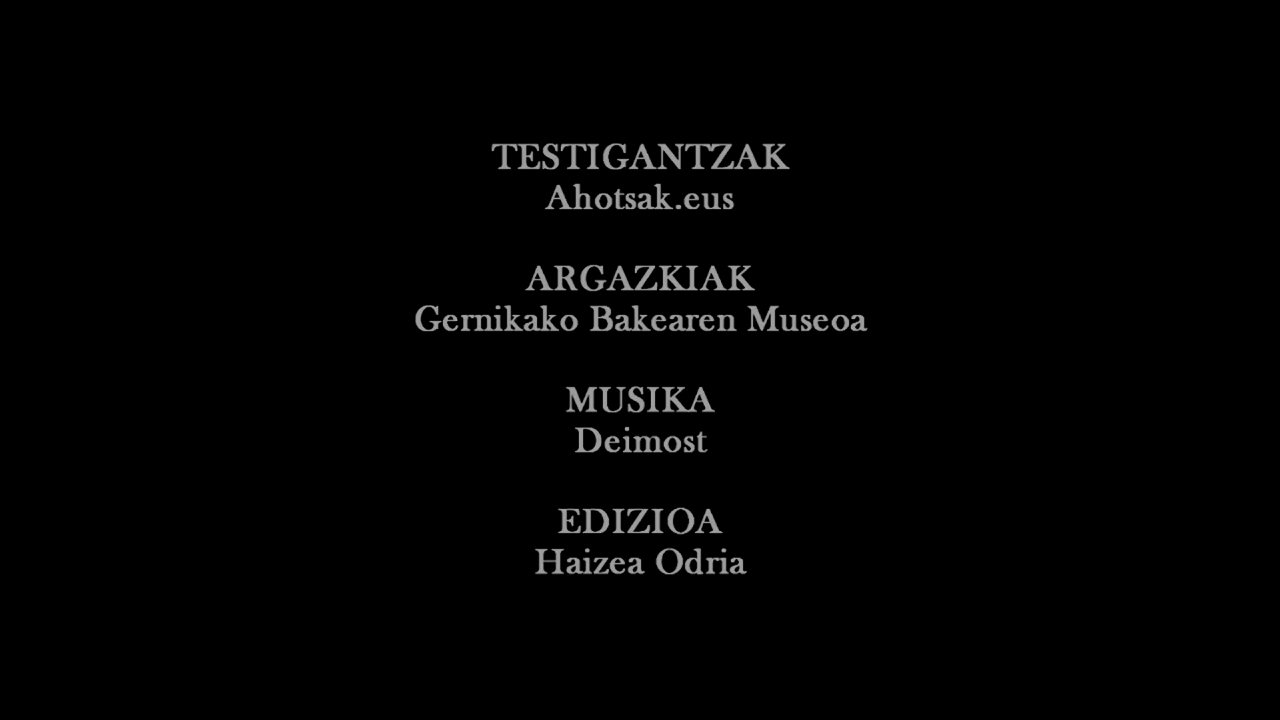 TESTIGANTZAK
Ahotsak.eus
ARGAZKIAK
Gernikako Bakearen Museoa
MUSIKA
Deimost
EDIZIOA
Haizea Odria